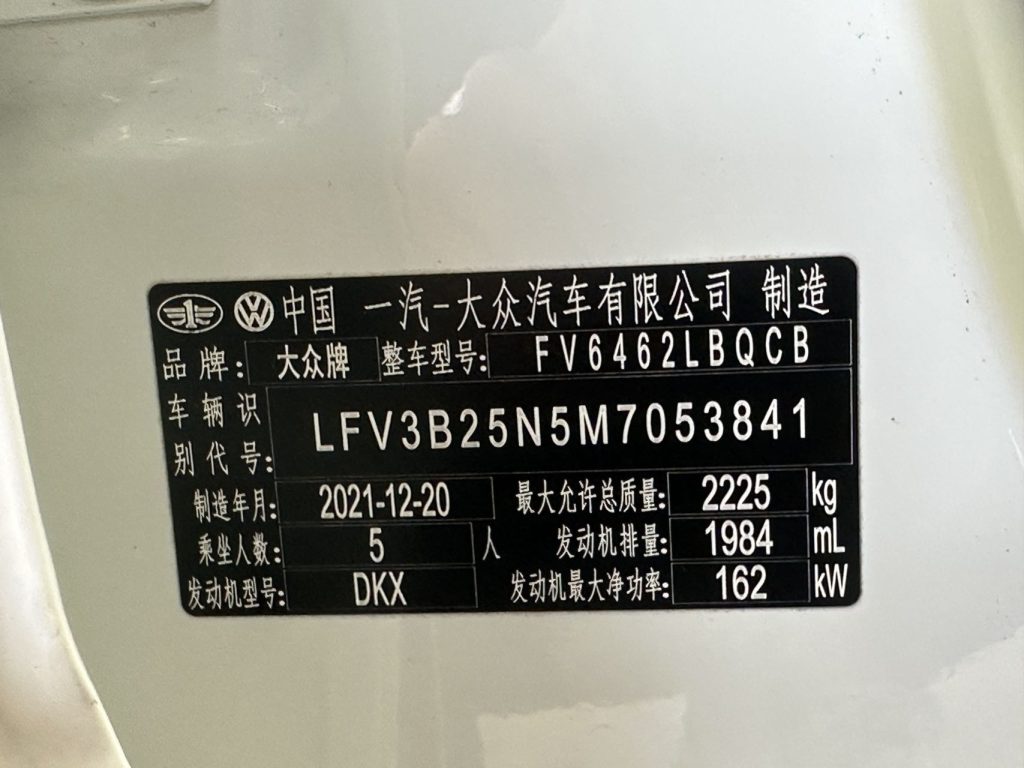 中国 一汽-大众汽车有限公司 制造
品牌: 大众牌 整车型号: FV6462LBQCB
车辆识
别代号: LFV3B25N5M7053841
制造年月: 2021-12-20 最大允许总质量: 2225 kg
乘坐人数: 5 人 发动机排量: 1984 mL
发动机型号: DKX 发动机最大净功率: 162 kW